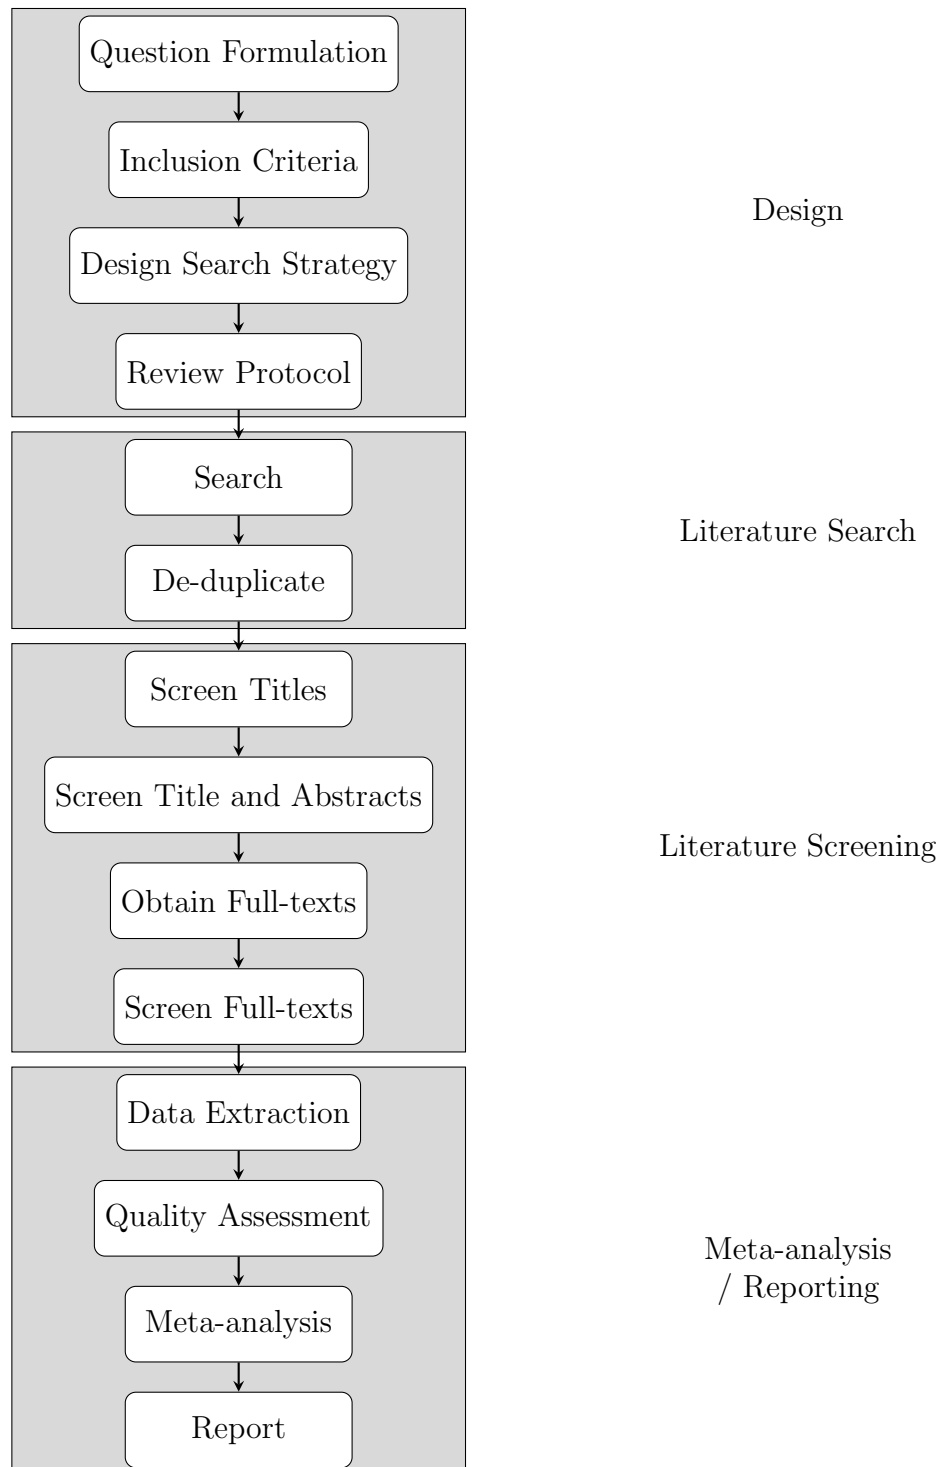 Question Formulation
Inclusion Criteria
Design Search Strategy
Review Protocol
Design
Search
De-duplicate
Literature Search
Screen Titles
Screen Title and Abstracts
Obtain Full-texts
Screen Full-texts
Literature Screening
Data Extraction
Quality Assessment
Meta-analysis
Report
Meta-analysis
/ Reporting